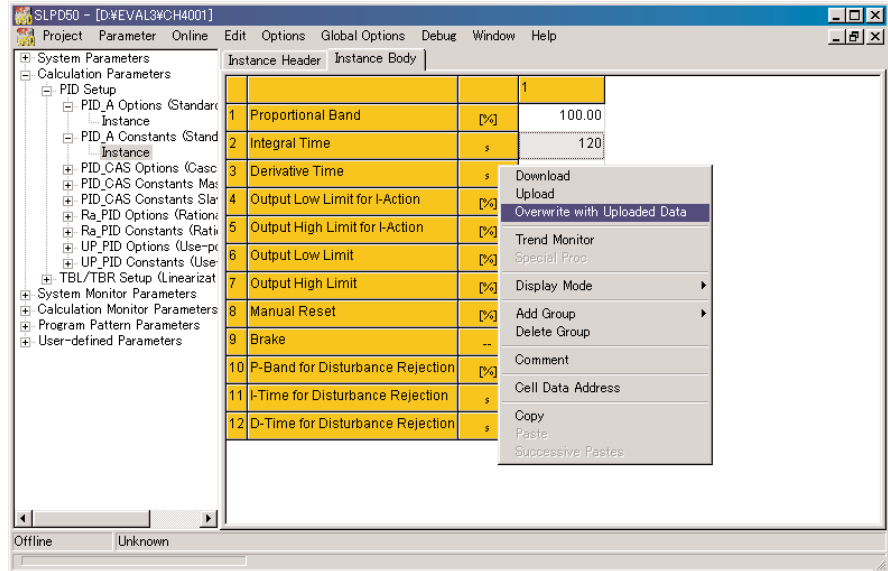 SLPD50 - [D:¥EVAL3¥CH4001]
Project Parameter Online Edit Options Global Options Debug Window Help
System Parameters
Calculation Parameters
PID Setup
PID_A Options (Standard
Instance
PID_A Constants (Stand
Instance
PID_CAS Options (Casc
PID_CAS Constants Mas
PID_CAS Constants Sla
Ra_PID Options (Rationa
Ra_PID Constants (Ratio
UP_PID Options (Use-po
UP_PID Constants (Use-
TBL/TBR Setup (Linearizat
System Monitor Parameters
Calculation Monitor Parameters
Program Pattern Parameters
User-defined Parameters
Instance Header Instance Body
1
1 Proportional Band [%] 100.00
2 Integral Time s 120
3 Derivative Time s
4 Output Low Limit for I-Action [%]
5 Output High Limit for I-Action [%]
6 Output Low Limit [%]
7 Output High Limit [%]
8 Manual Reset [%]
9 Brake --
10 P-Band for Disturbance Rejection [%]
11 I-Time for Disturbance Rejection s
12 D-Time for Disturbance Rejection s
Download
Upload
Overwrite with Uploaded Data
Trend Monitor
Special Proc
Display Mode
Add Group
Delete Group
Comment
Cell Data Address
Copy
Paste
Successive Pastes
Offline Unknown